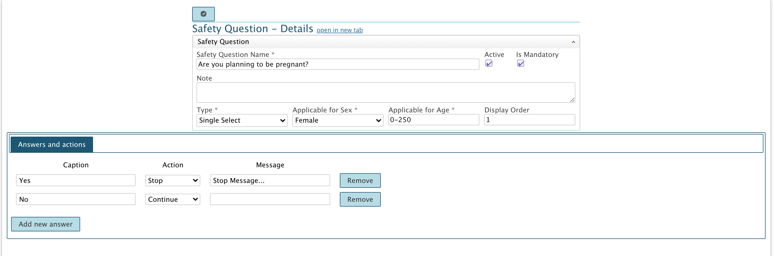 Safety Question – Details open in new tab
Safety Question
Safety Question Name * Active Is Mandatory
Are you planning to be pregnant?
Note
Type * Applicable for Sex * Applicable for Age * Display Order
Single Select Female 0-250 1
Answers and actions
Caption Action Message
Yes Stop Stop Message... Remove
No Continue Remove
Add new answer